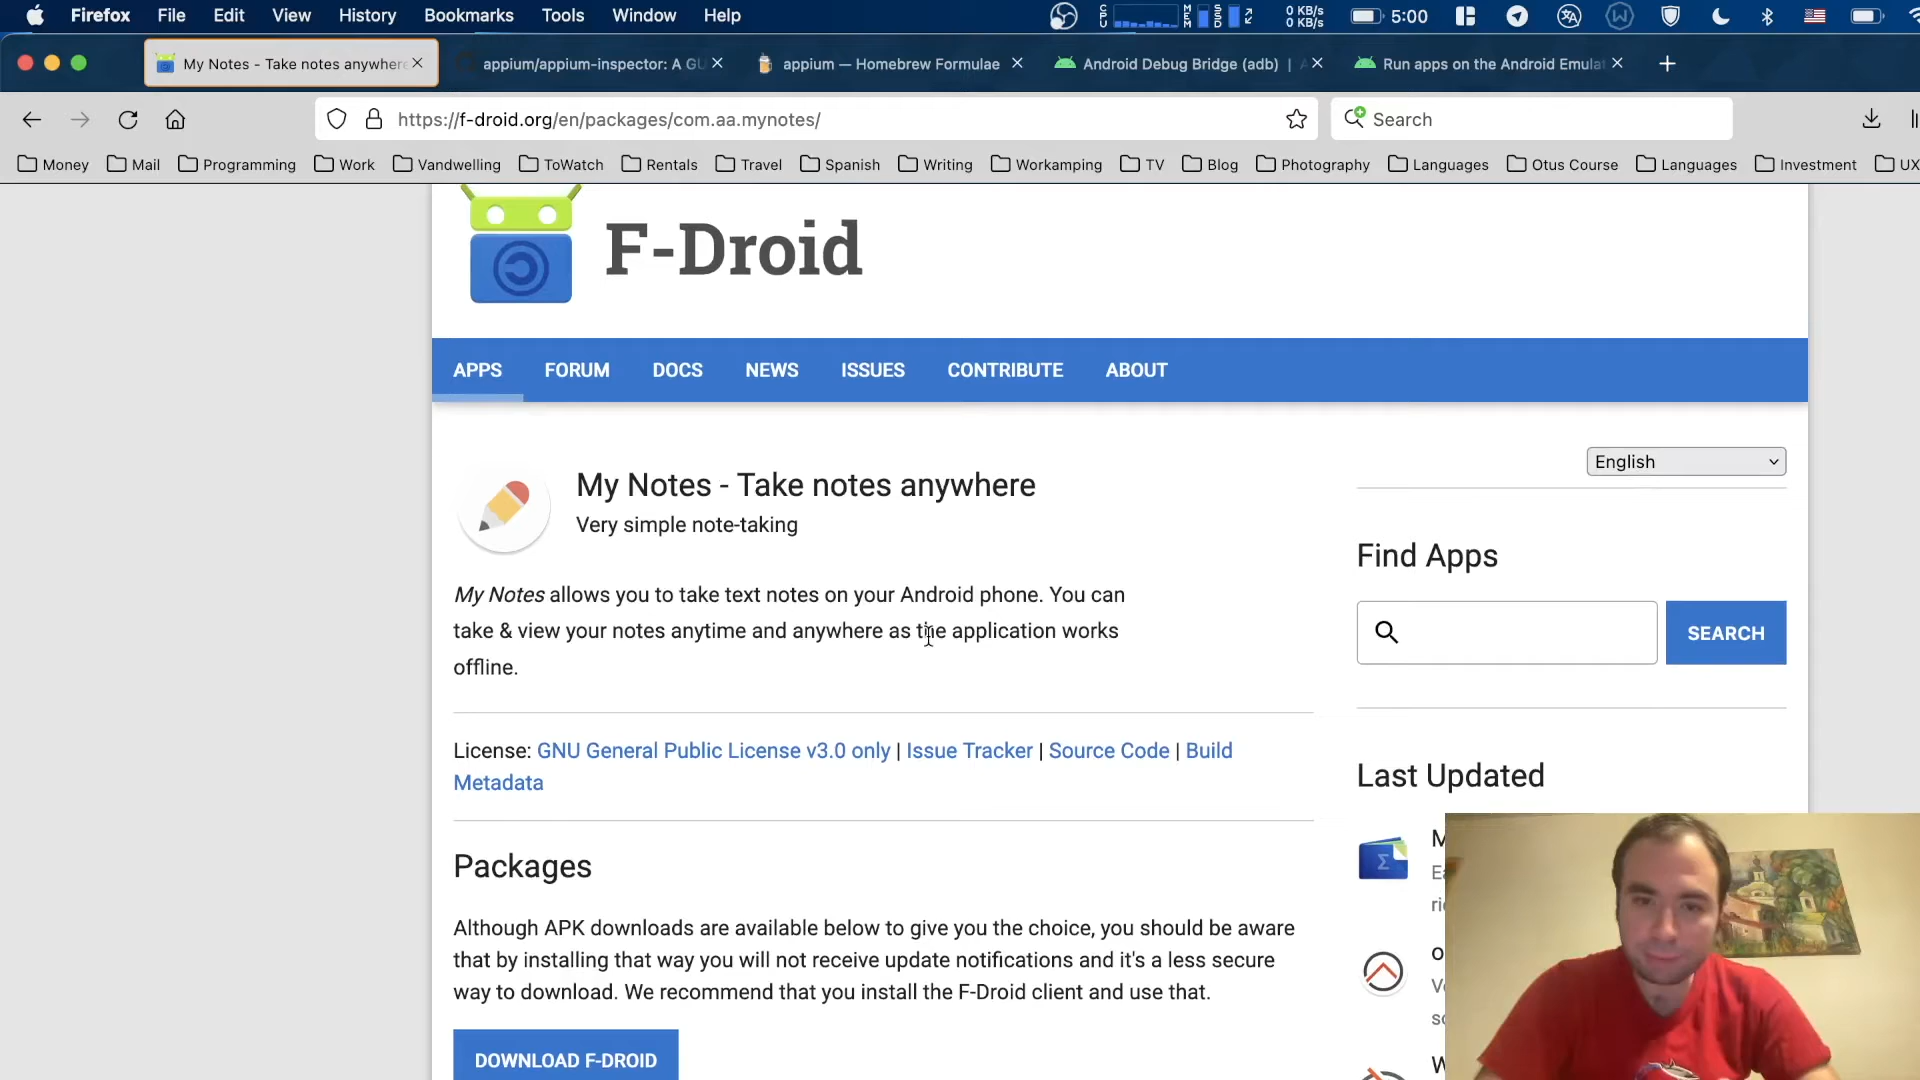 Firefox File Edit View History Bookmarks Tools Window Help
CPU MEM SSD 0 KB/s 0 KB/s 5:00
My Notes - Take notes anywhere appium/appium-inspector: A GU appium — Homebrew Formulae Android Debug Bridge (adb) | A Run apps on the Android Emulat
https://f-droid.org/en/packages/com.aa.mynotes/ Search
Money Mail Programming Work Vandwelling ToWatch Rentals Travel Spanish Writing Workamping TV Blog Photography Languages Otus Course Languages Investment UX
F-Droid
APPS FORUM DOCS NEWS ISSUES CONTRIBUTE ABOUT
English
My Notes - Take notes anywhere
Very simple note-taking
My Notes allows you to take text notes on your Android phone. You can
take & view your notes anytime and anywhere as the application works
offline.
License: GNU General Public License v3.0 only | Issue Tracker | Source Code | Build
Metadata
Packages
Although APK downloads are available below to give you the choice, you should be aware
that by installing that way you will not receive update notifications and it's a less secure
way to download. We recommend that you install the F-Droid client and use that.
DOWNLOAD F-DROID
Find Apps
SEARCH
Last Updated